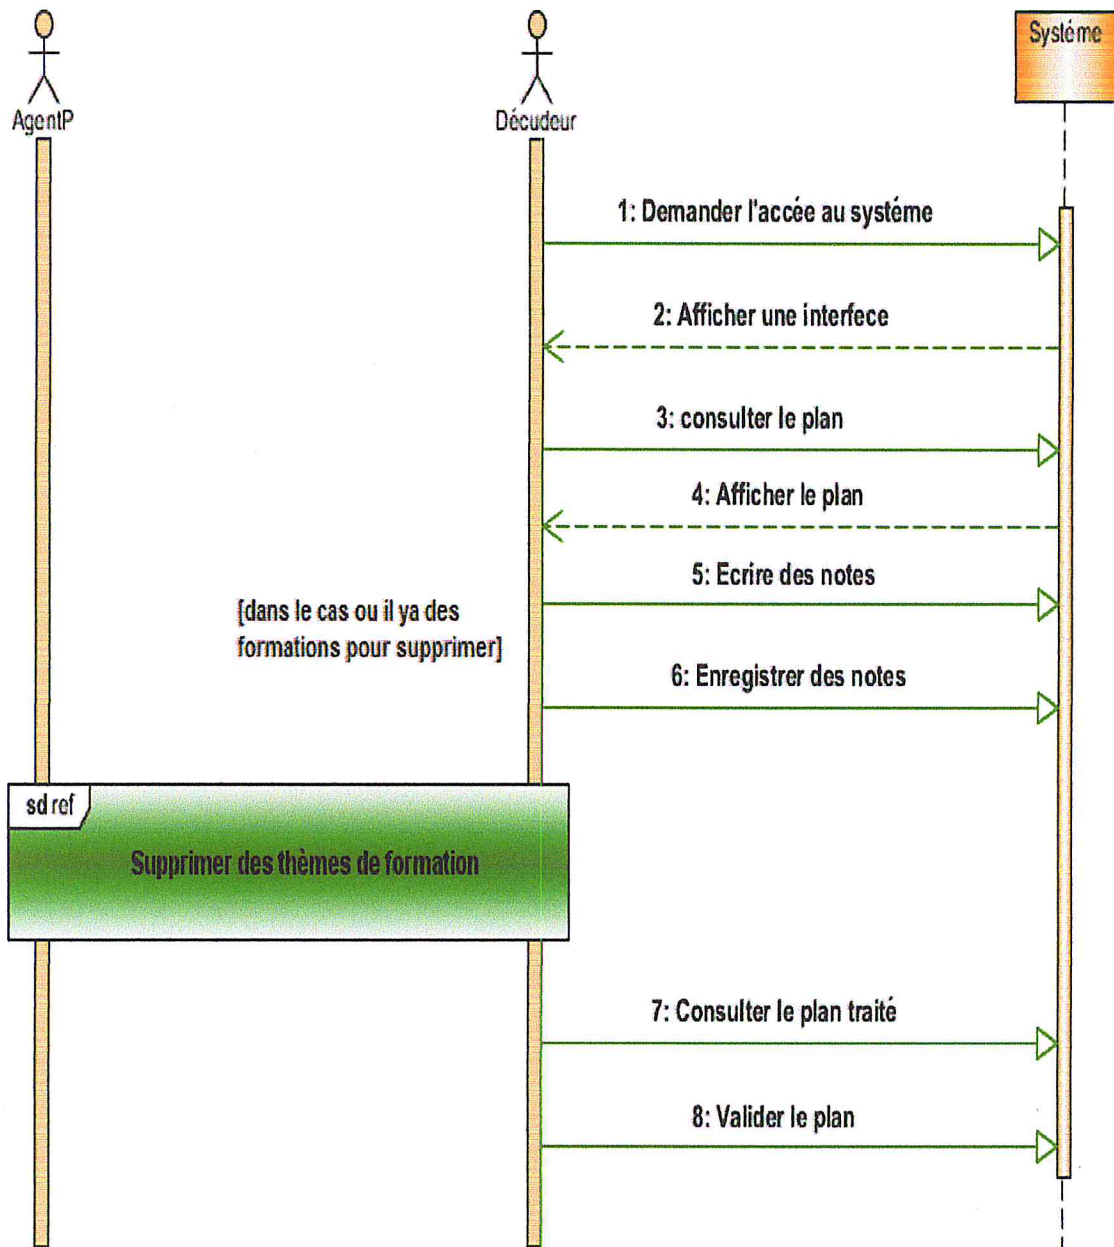 AgentP
Décudeur
Systéme
1: Demander l'accée au systéme
2: Afficher une interfece
3: consulter le plan
4: Afficher le plan
5: Ecrire des notes
[dans le cas ou il ya des
formations pour supprimer]
6: Enregistrer des notes
sd ref
Supprimer des thèmes de formation
7: Consulter le plan traité
8: Valider le plan